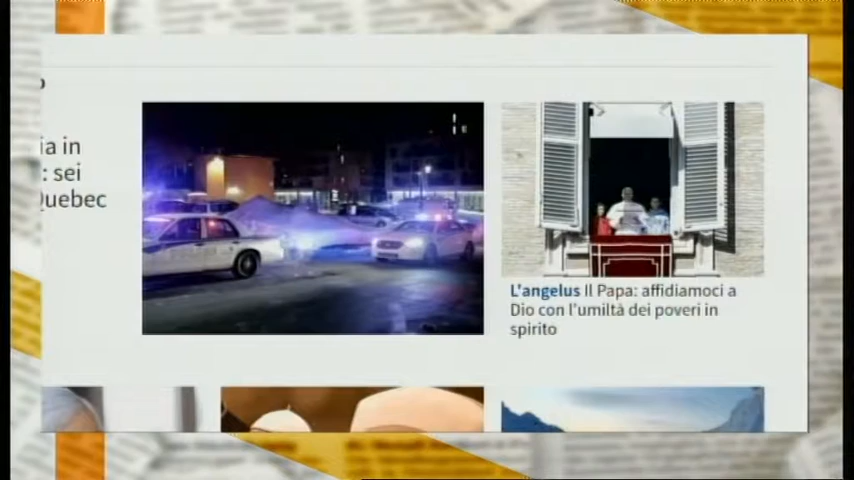 ia in
: sei
Quebec
L'angelus Il Papa: affidiamoci a
Dio con l'umiltà dei poveri in
spirito